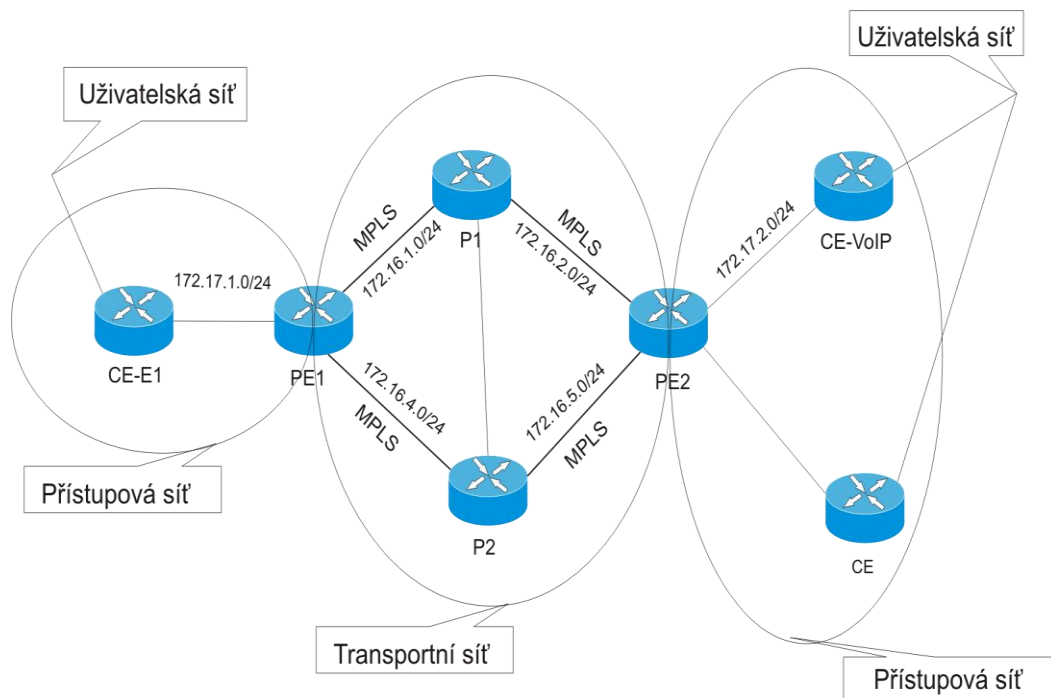 Uživatelská síť
Uživatelská síť
MPLS
172.16.1.0/24
P1
MPLS
172.16.2.0/24
172.17.2.0/24
CE-VoIP
172.17.1.0/24
CE-E1
PE1
PE2
172.16.4.0/24
MPLS
172.16.5.0/24
MPLS
Přístupová síť
P2
CE
Transportní síť
Přístupová síť